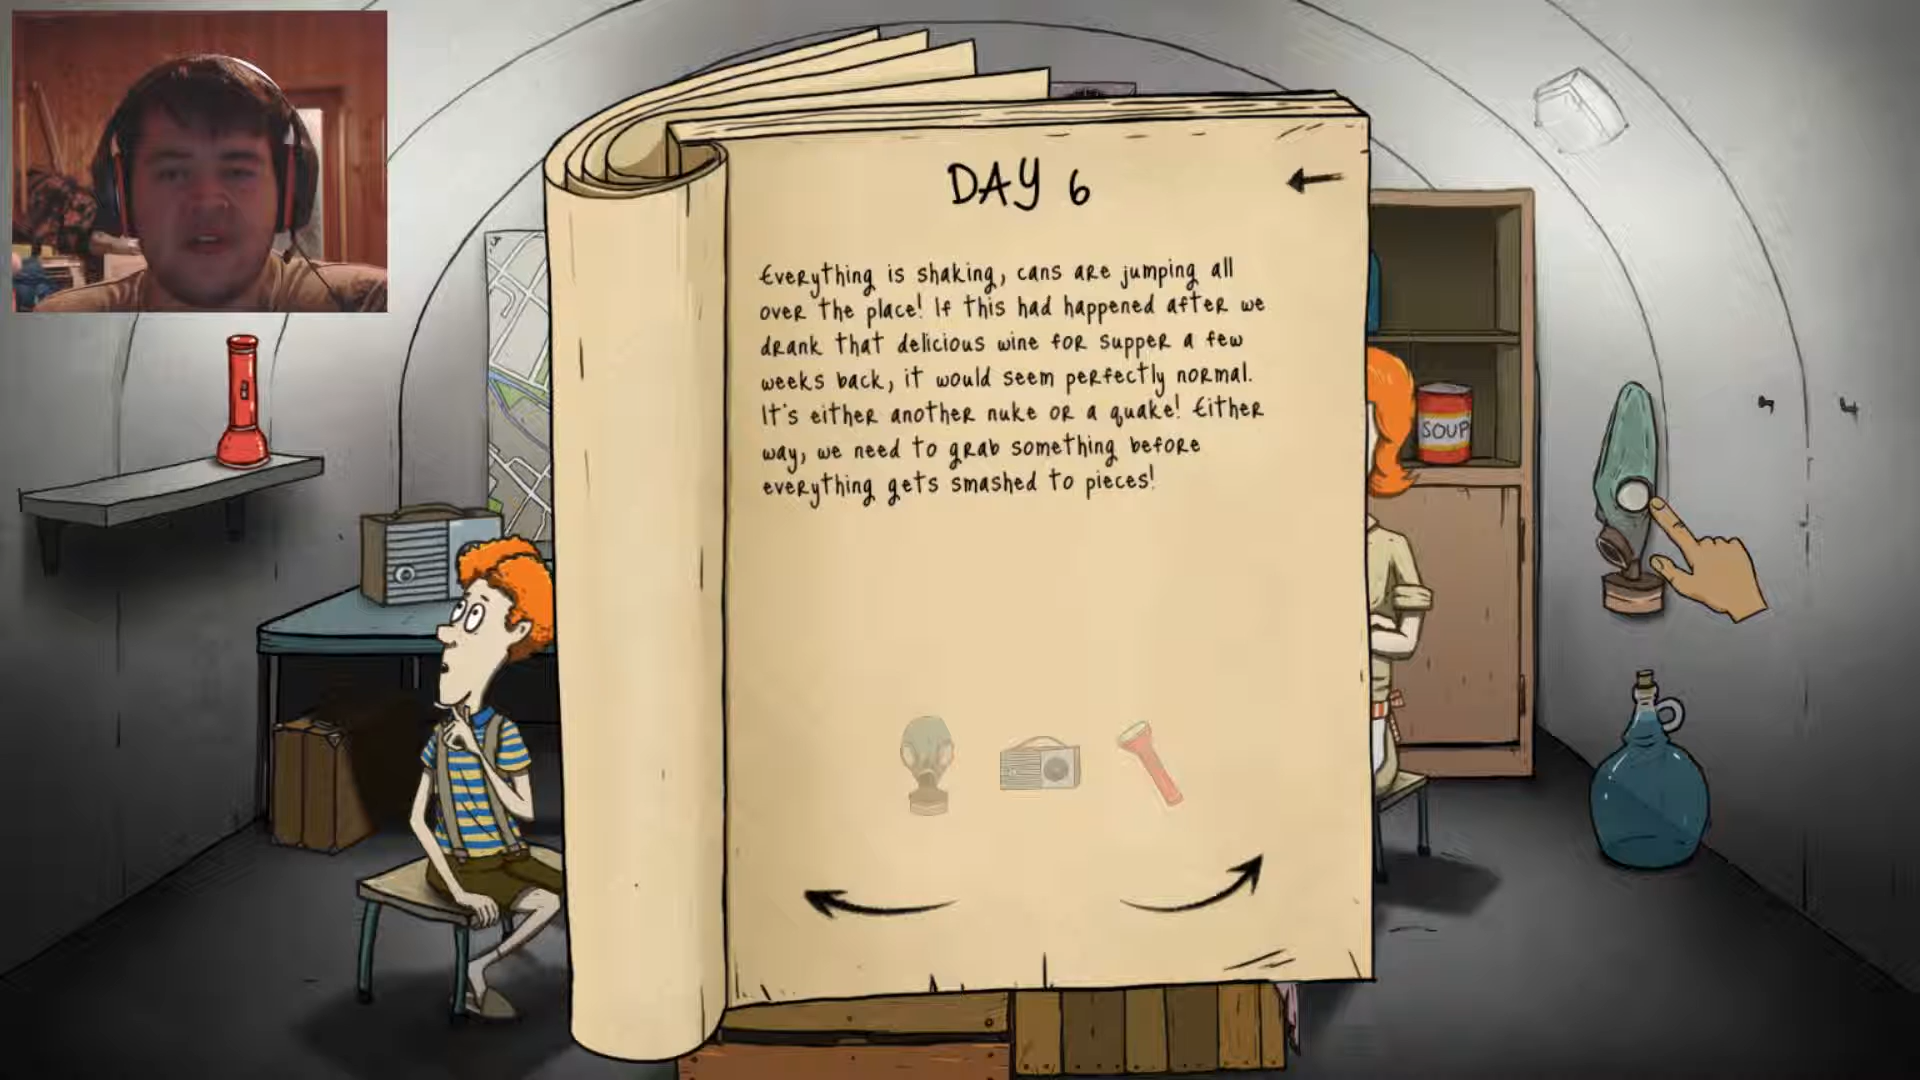 DAY 6
Everything is shaking, cans are jumping all
over the place! If this had happened after we
drank that delicious wine for supper a few
weeks back, it would seem perfectly normal.
It's either another nuke or a quake! Either
way, we need to grab something before
everything gets smashed to pieces!
SOUP